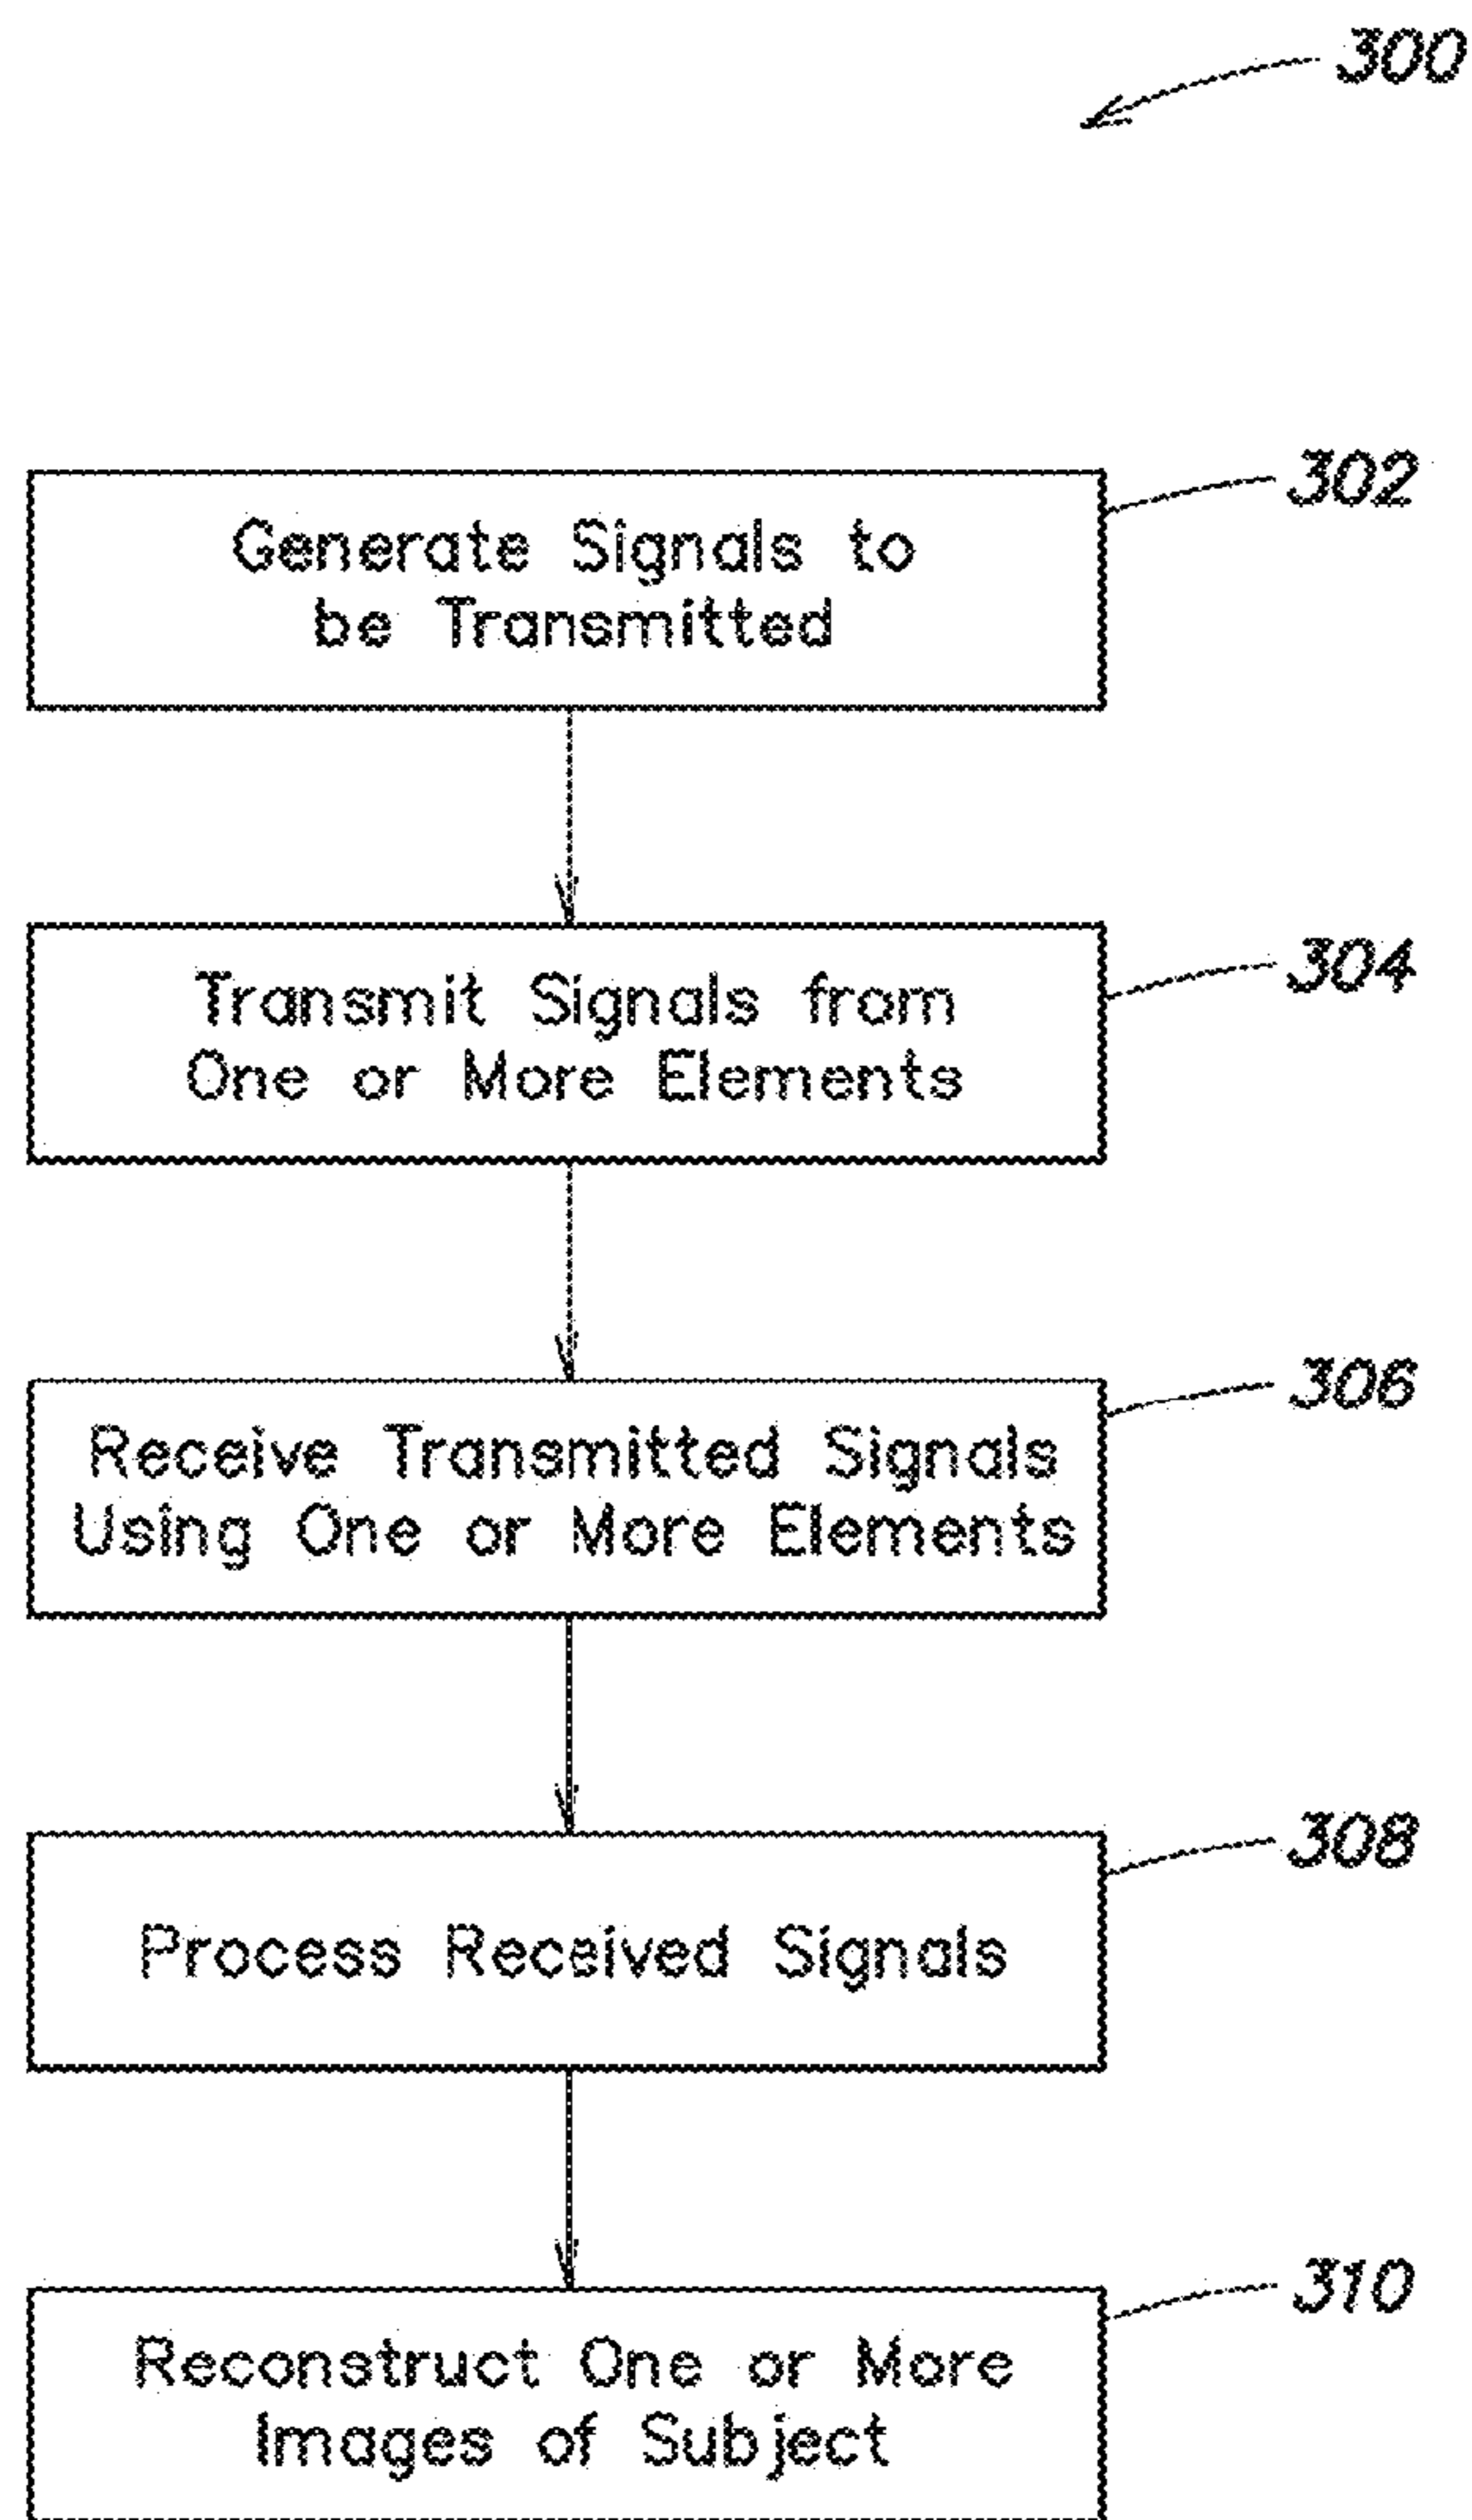 300
302
Generate Signals to
be Transmitted
304
Transmit Signals from
One or More Elements
306
Receive Transmitted Signals
Using One or More Elements
308
Process Received Signals
310
Reconstruct One or More
Images of Subject